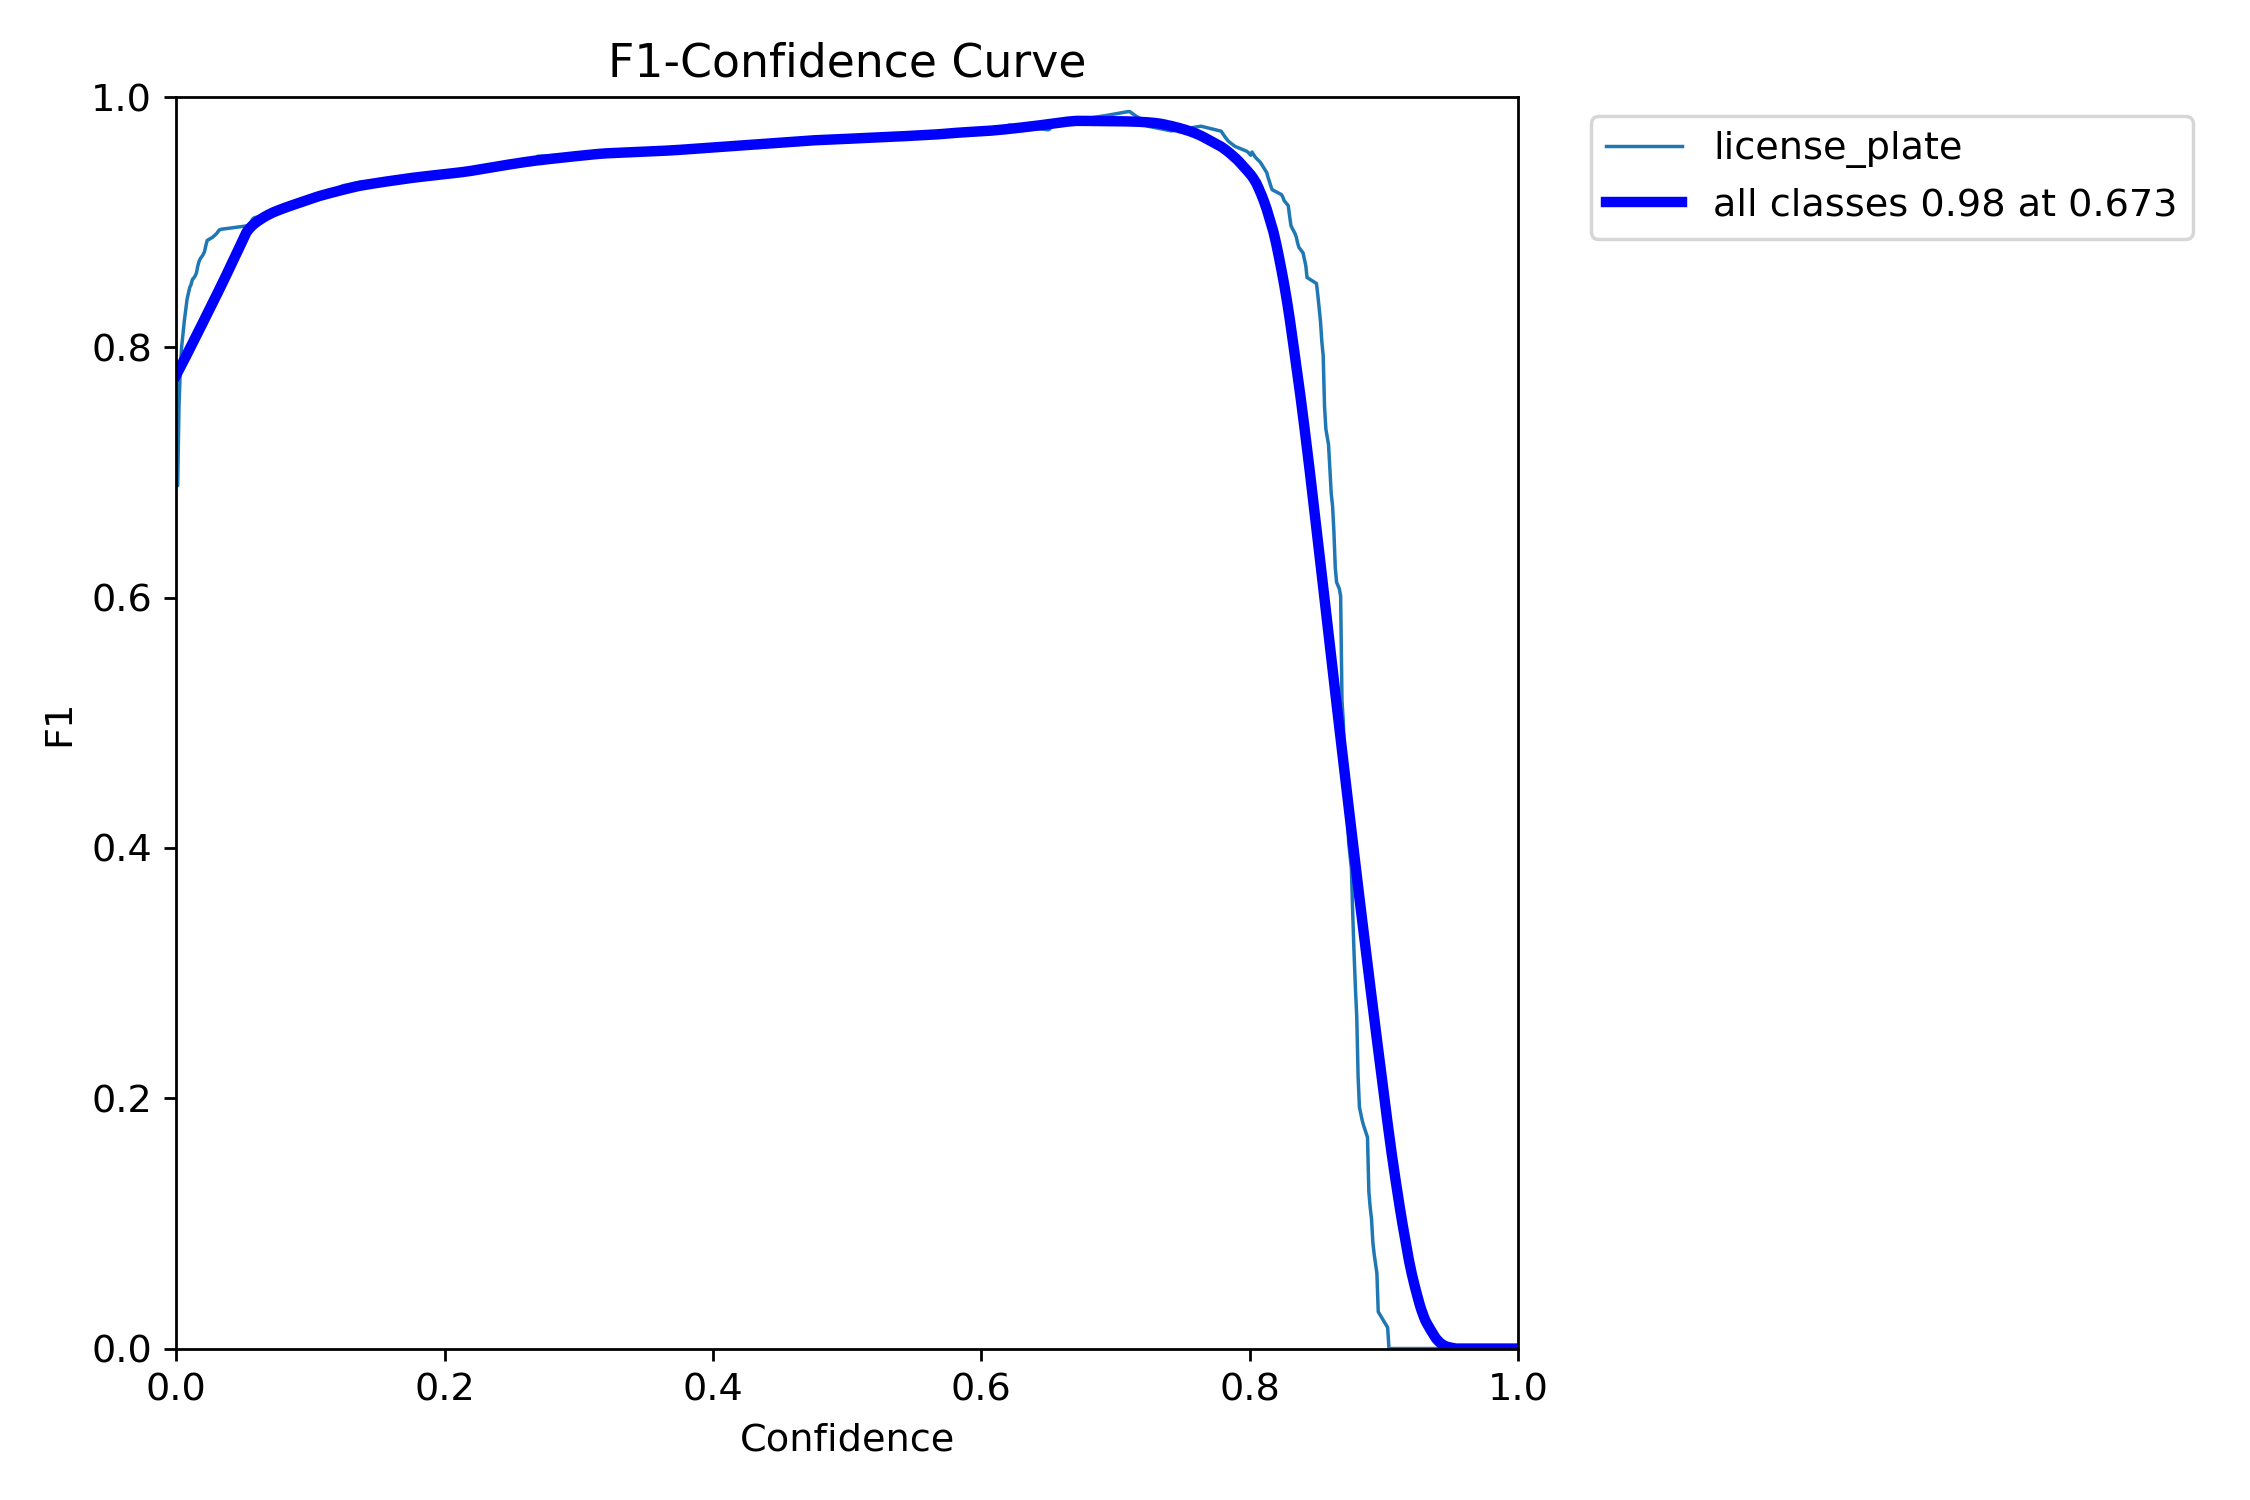 F1-Confidence Curve
1.0
0.8
0.6
0.4
0.2
0.0
F1
0.0 0.2 0.4 0.6 0.8 1.0
Confidence
license_plate
all classes 0.98 at 0.673